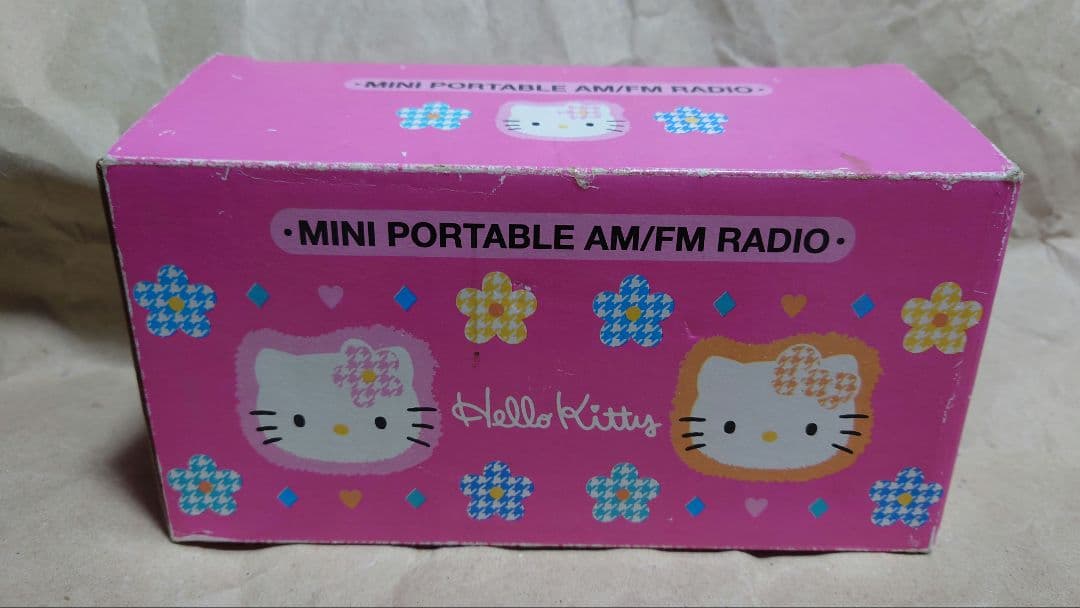 ·MINI PORTABLE AM/FM RADIO·
·MINI PORTABLE AM/FM RADIO·
Hello Kitty